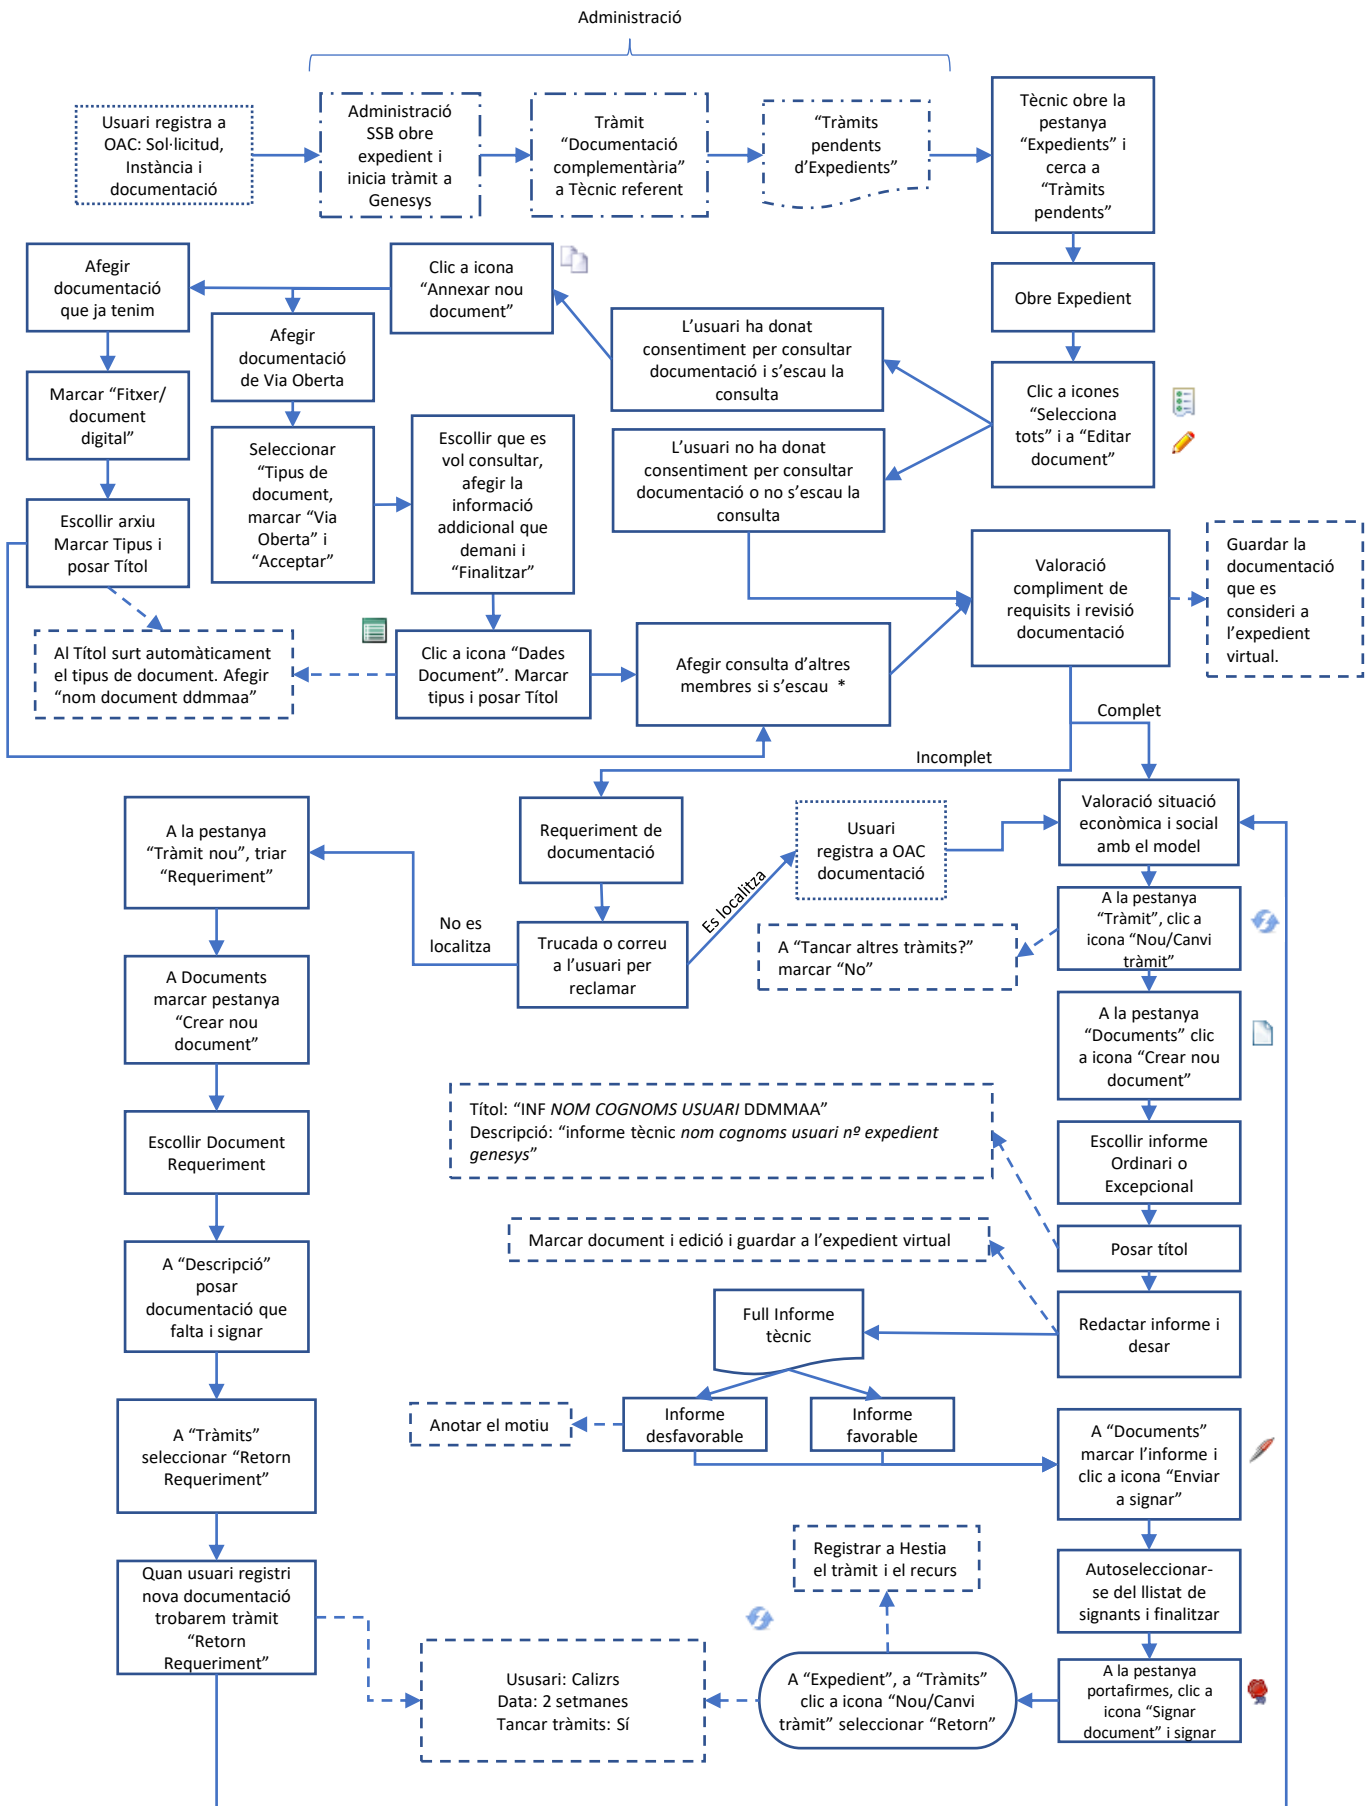 Administració
Usuari registra a
OAC: Sol·licitud,
Instància i
documentació
Administració
SSB obre
expedient i
inicia tràmit a
Genesys
Tràmit
“Documentació
complementària”
a Tècnic referent
“Tràmits
pendents
d’Expedients”
Tècnic obre la
pestanya
“Expedients” i
cerca a
“Tràmits
pendents”
Obre Expedient
Clic a icones
“Selecciona
tots” i a “Editar
document”
L’usuari ha donat
consentiment per consultar
documentació i s’escau la
consulta
L’usuari no ha donat
consentiment per consultar
documentació o no s’escau la
consulta
Clic a icona
“Annexar nou
document”
Afegir
documentació
que ja tenim
Marcar “Fitxer/
document
digital”
Escollir arxiu
Marcar Tipus i
posar Títol
Afegir
documentació
de Via Oberta
Seleccionar
“Tipus de
document,
marcar “Via
Oberta” i
“Acceptar”
Escollir que es
vol consultar,
afegir la
informació
addicional que
demani i
“Finalitzar”
Al Títol surt automàticament
el tipus de document. Afegir
“nom document ddmmaa”
Clic a icona “Dades
Document”. Marcar
tipus i posar Títol
Afegir consulta d’altres
membres si s’escau *
Valoració
compliment de
requisits i revisió
documentació
Guardar la
documentació
que es
consideri a
l’expedient
virtual.
Complet
Incomplet
Requeriment de
documentació
Trucada o correu
a l’usuari per
reclamar
No es
localitza
Es localitza
Usuari
registra a OAC
documentació
Valoració situació
econòmica i social
amb el model
A la pestanya
“Tràmit”, clic a
icona “Nou/Canvi
tràmit”
A “Tancar altres tràmits?”
marcar “No”
A la pestanya
“Documents” clic
a icona “Crear nou
document”
Escollir informe
Ordinari o
Excepcional
Posar títol
Títol: “INF NOM COGNOMS USUARI DDMMAA”
Descripció: “informe tècnic nom cognoms usuari nº expedient
genesys”
Redactar informe i
desar
Marcar document i edició i guardar a l’expedient virtual
Full Informe
tècnic
Informe
desfavorable
Informe
favorable
Anotar el motiu
A “Documents”
marcar l’informe i
clic a icona “Enviar
a signar”
Autoseleccionar-
se del llistat de
signants i finalitzar
A la pestanya
portafirmes, clic a
icona “Signar
document” i signar
A “Expedient”, a “Tràmits”
clic a icona “Nou/Canvi
tràmit” seleccionar “Retorn”
Registrar a Hestia
el tràmit i el recurs
Ususari: Calizrs
Data: 2 setmanes
Tancar tràmits: Sí
A la pestanya
“Tràmit nou”, triar
“Requeriment”
A Documents
marcar pestanya
“Crear nou
document”
Escollir Document
Requeriment
A “Descripció”
posar
documentació que
falta i signar
A “Tràmits”
seleccionar “Retorn
Requeriment”
Quan usuari registri
nova documentació
trobarem tràmit
“Retorn
Requeriment”